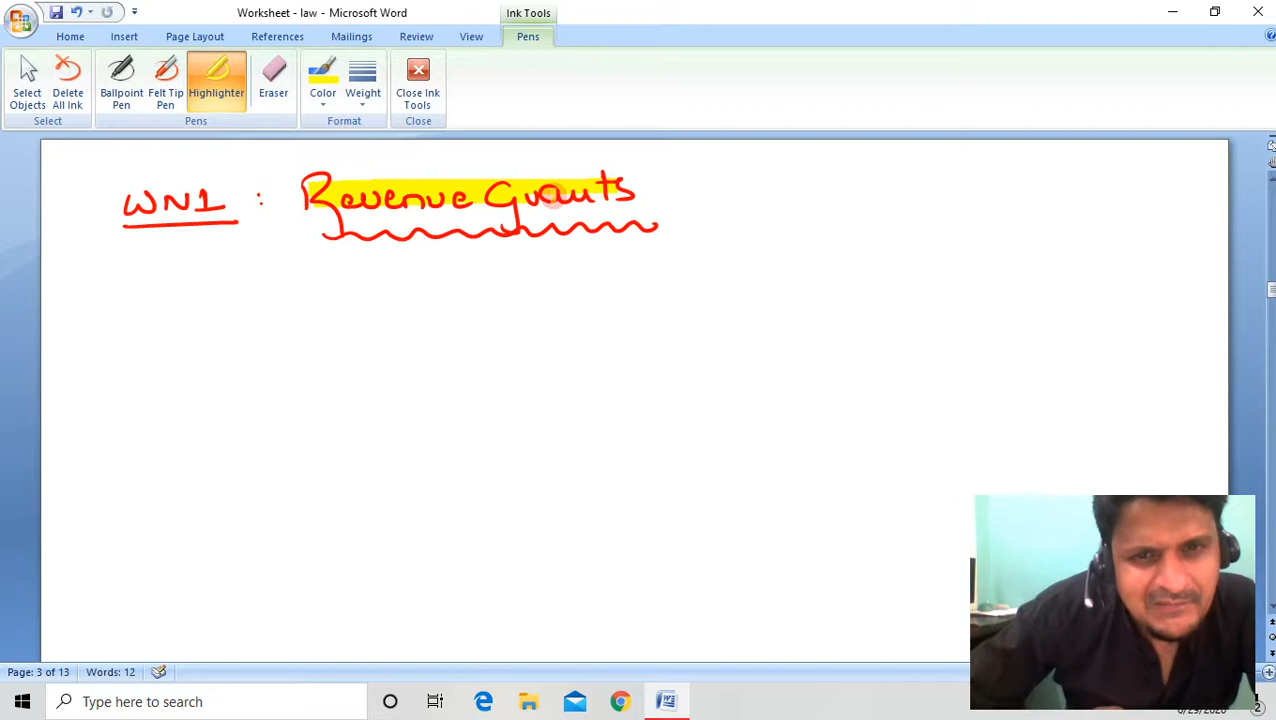 Worksheet - law - Microsoft Word
Ink Tools
Home Insert Page Layout References Mailings Review View Pens
Select Objects
Delete All Ink
Ballpoint Pen
Felt Tip Pen
Highlighter
Eraser
Color
Weight
Close Ink Tools
Select
Pens
Format
Close
WN1 : Revenue Grants
Page: 3 of 13 Words: 12
Type here to search